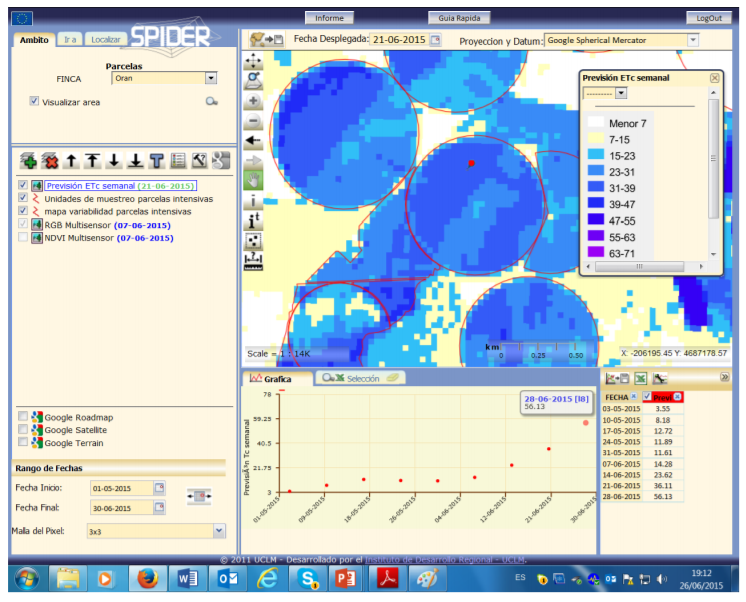 Informe
Guia Rapida
LogOut
Ambito
Ir a
Localizar
SPIDER
Fecha Desplegada: 21-06-2015
Proyeccion y Datum: Google Spherical Mercator
Parcelas
FINCA
Oran
Visualizar area
Previsión ETc semanal (21-06-2015)
Unidades de muestreo parcelas intensivas
mapa variabilidad parcelas intensivas
RGB Multisensor (07-06-2015)
NDVI Multisensor (07-06-2015)
Google Roadmap
Google Satellite
Google Terrain
Rango de Fechas
Fecha Inicio: 01-05-2015
Fecha Final: 30-06-2015
Malla del Pixel: 3x3
Previsión ETc semanal
---------
Menor 7
7-15
15-23
23-31
31-39
39-47
47-55
55-63
63-71
Scale = 1 : 14K
km
0 0.25 0.50
X: -206195.45 Y: 4687178.57
Grafica
Selección
28-06-2015 [l8]
56.13
PrevisiÃ³n Tc semanal
78
59.25
40.5
21.75
3
01-05-2015
09-05-2015
18-05-2015
26-05-2015
04-06-2015
12-06-2015
21-06-2015
30-06-2015
FECHA Previ
03-05-2015 3.55
10-05-2015 8.18
17-05-2015 12.72
24-05-2015 11.89
31-05-2015 11.61
07-06-2015 14.28
14-06-2015 23.62
21-06-2015 36.11
28-06-2015 56.13
© 2011 UCLM - Desarrollado por el Instituto de Desarrollo Regional - UCLM.
ES
19:12
26/06/2015